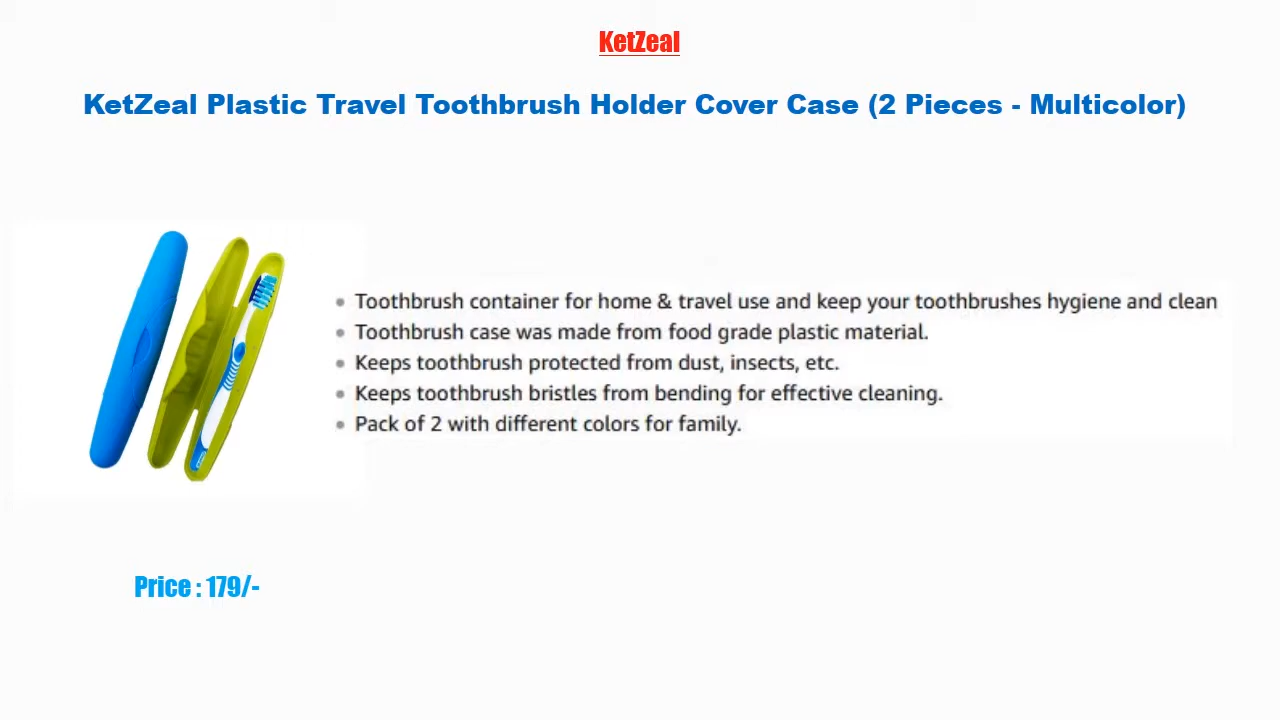 KetZeal
KetZeal Plastic Travel Toothbrush Holder Cover Case (2 Pieces - Multicolor)
Toothbrush container for home & travel use and keep your toothbrushes hygiene and clean
Toothbrush case was made from food grade plastic material.
Keeps toothbrush protected from dust, insects, etc.
Keeps toothbrush bristles from bending for effective cleaning.
Pack of 2 with different colors for family.
Price : 179/-